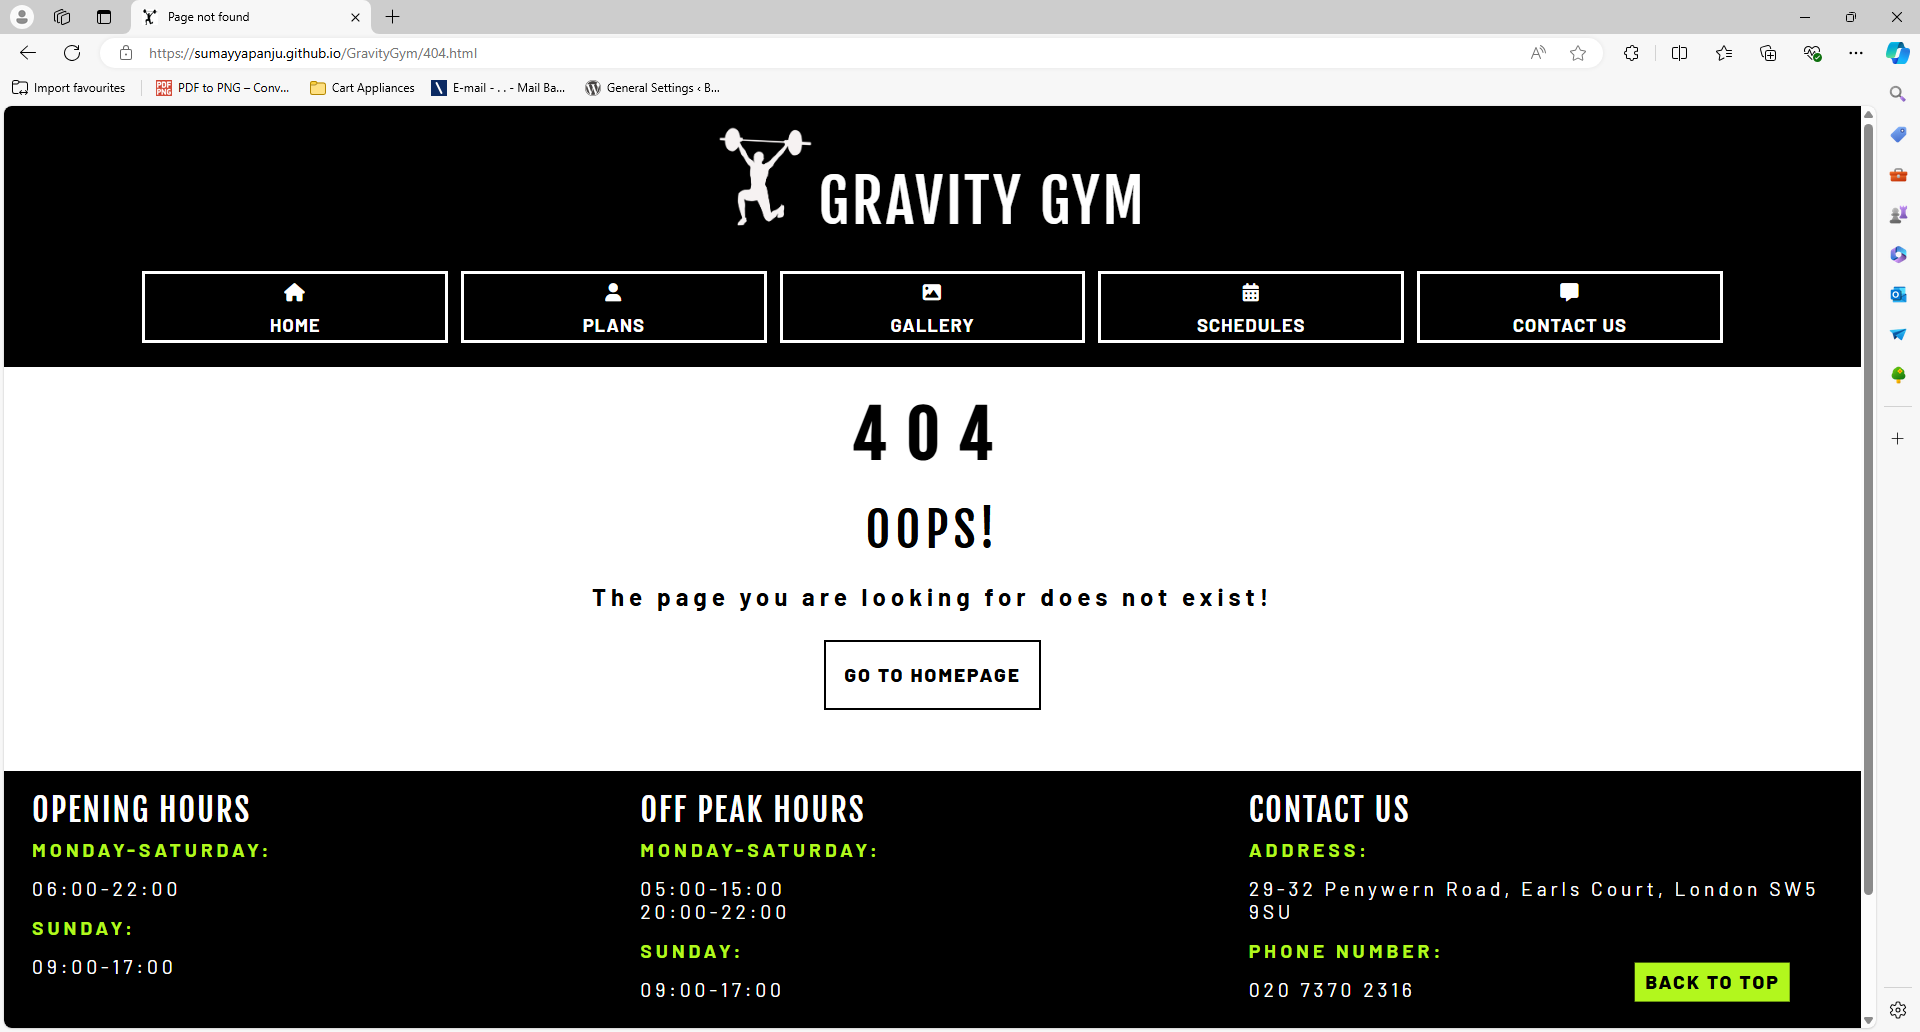 Page not found
https://sumayyapanju.github.io/GravityGym/404.html
Import favourites
PDF to PNG – Conv...
Cart Appliances
E-mail - . . - Mail Ba...
General Settings ‹ B...
GRAVITY GYM
HOME
PLANS
GALLERY
SCHEDULES
CONTACT US
404
OOPS!
The page you are looking for does not exist!
GO TO HOMEPAGE
OPENING HOURS
MONDAY-SATURDAY:
06:00-22:00
SUNDAY:
09:00-17:00
OFF PEAK HOURS
MONDAY-SATURDAY:
05:00-15:00
20:00-22:00
SUNDAY:
09:00-17:00
CONTACT US
ADDRESS:
29-32 Penywern Road, Earls Court, London SW5
9SU
PHONE NUMBER:
020 7370 2316
BACK TO TOP